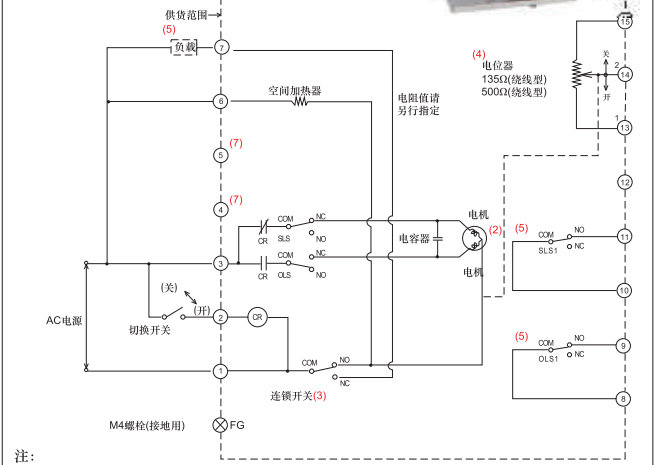 供货范围
(5)
负载
7
15
(4)
电位器
135Ω(绕线型)
500Ω(绕线型)
关
2
14
开
空间加热器
6
电阻值请
另行指定
1
13
5
(7)
12
4
(7)
COM
NC
CR
SLS
NO
电机
(2)
电容器
3
COM
NC
CR
OLS
NO
电机
(5)
COM
NO
11
SLS1
NC
10
(关)
(开)
AC电源
切换开关
2
CR
(5)
COM
NO
9
OLS1
NC
1
COM
NO
NC
连锁开关(3)
8
M4螺栓(接地用)
FG
注: